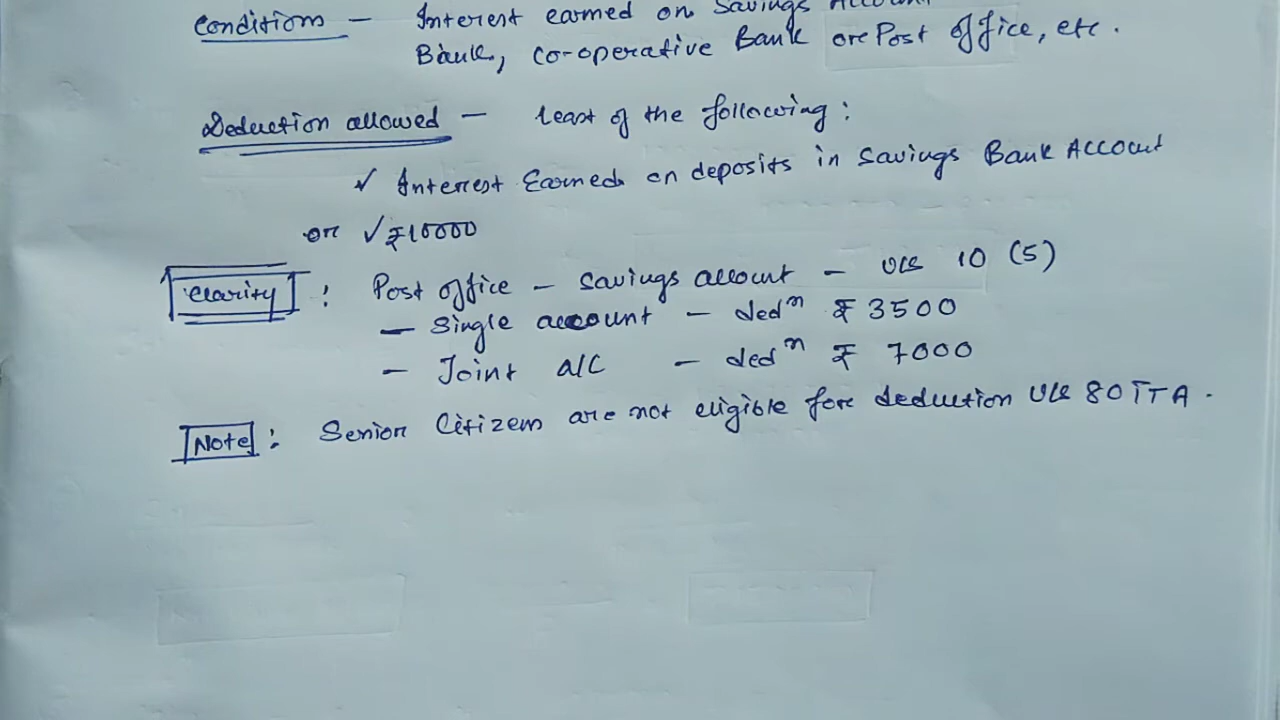 Conditions — Interest earned on Savings Account
Bank, co-operative Bank or Post office, etc.
Deduction allowed — least of the following:
✓ Interest Earned on deposits in Savings Bank Account
or ✓ ₹10000
Clarity : Post office – Savings account – U/s 10 (5)
– Single account – dedⁿ ₹ 3500
– Joint A/C – dedⁿ ₹ 7000
Note : Senior Citizens are not eligible for deduction U/s 80TTA.